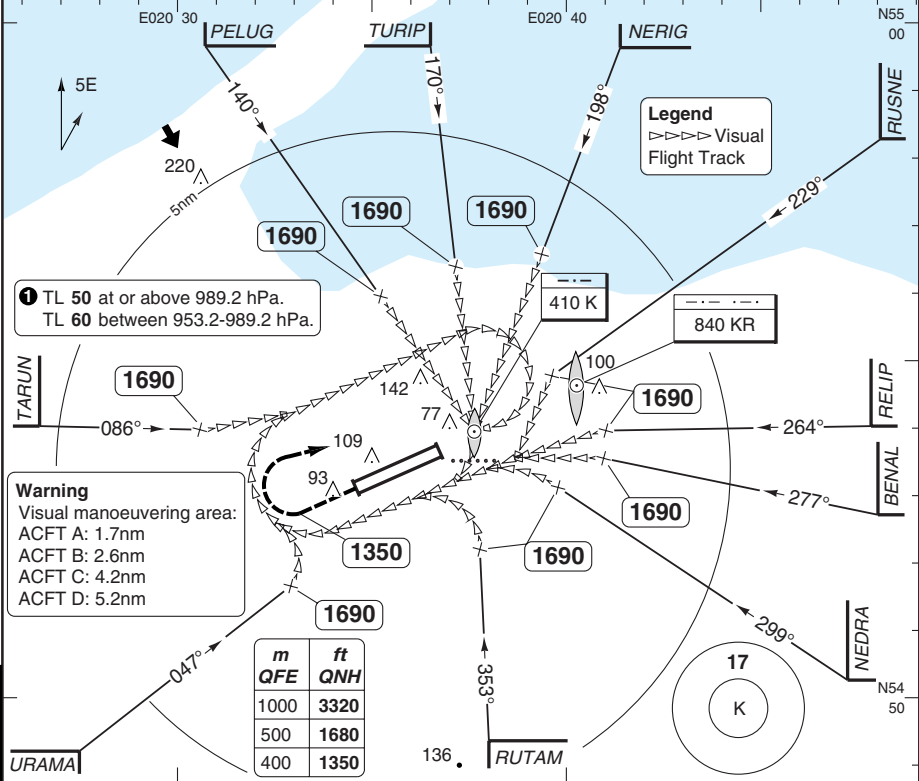 E020 30
E020 40
N55
00
PELUG
TURIP
NERIG
RUSNE
5E
140°
170°
198°
229°
Legend
Visual
Flight Track
220
5nm
1690
1690
1690
❶ TL 50 at or above 989.2 hPa.
TL 60 between 953.2-989.2 hPa.
410 K
840 KR
TARUN
1690
142
100
RELIP
77
1690
086°
264°
109
BENAL
93
277°
Warning
Visual manoeuvering area:
ACFT A: 1.7nm
ACFT B: 2.6nm
ACFT C: 4.2nm
ACFT D: 5.2nm
1690
1350
1690
1690
047°
353°
299°
NEDRA
m ft
QFE QNH
1000 3320
500 1680
400 1350
17
K
N54
50
URAMA
136
RUTAM